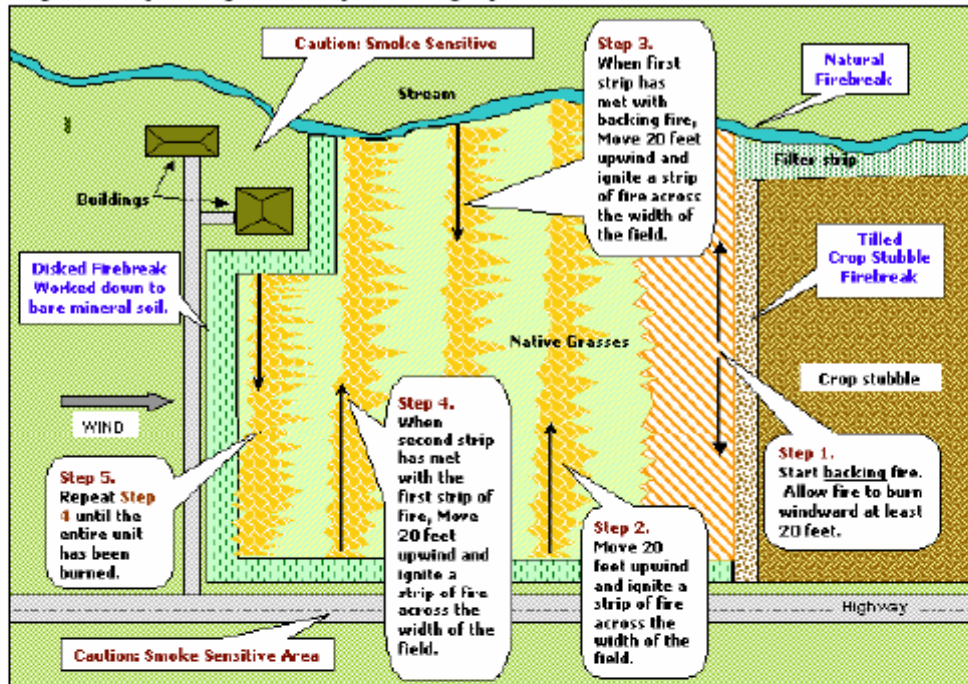 Caution: Smoke Sensitive
Step 3.
When first
strip has
met with
backing fire,
Move 20 feet
upwind and
ignite a strip
of fire across
the width of
the field.
Natural
Firebreak
Stream
Filter strip
Buildings
Disked Firebreak
Worked down to
bare mineral soil.
Tilled
Crop Stubble
Firebreak
Native Grasses
Crop stubble
WIND
Step 4.
When
second strip
has met
with the
first strip of
fire, Move
20 feet
upwind and
ignite a
strip of fire
across the
width of the
field.
Step 1.
Start backing fire.
Allow fire to burn
windward at least
20 feet.
Step 5.
Repeat Step
4 until the
entire unit
has been
burned.
Step 2.
Move 20
feet upwind
and ignite a
strip of fire
across the
width of the
field.
Highway
Caution: Smoke Sensitive Area